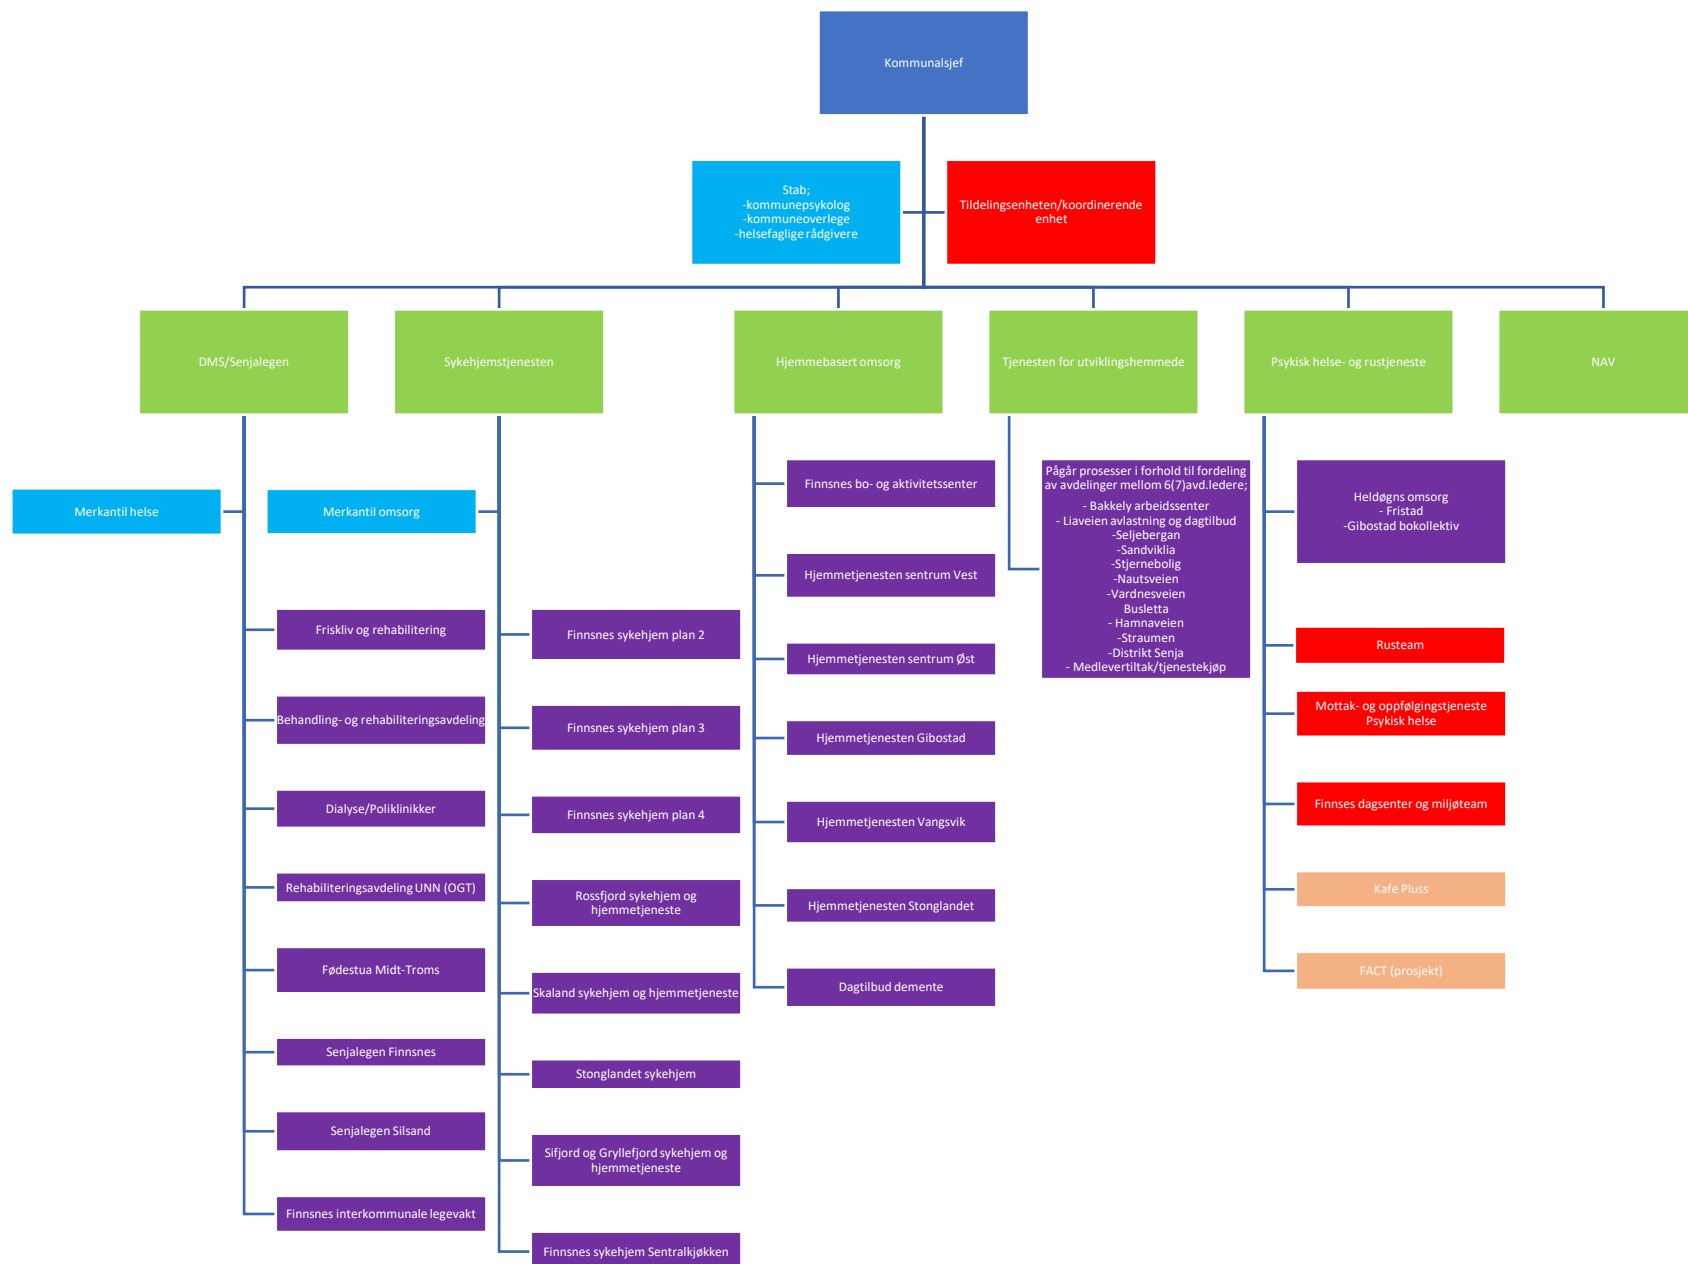 Kommunalsjef
Stab;
-kommunepsykolog
-kommuneoverlege
-helsefaglige rådgivere
Tildelingsenheten/koordinerende
enhet
DMS/Senjalegen
Sykehjemstjenesten
Hjemmebasert omsorg
Tjenesten for utviklingshemmede
Psykisk helse- og rustjeneste
NAV
Merkantil helse
Friskliv og rehabilitering
Behandling- og rehabiliteringsavdeling
Dialyse/Poliklinikker
Rehabiliteringsavdeling UNN (OGT)
Fødestua Midt-Troms
Senjalegen Finnsnes
Senjalegen Silsand
Finnsnes interkommunale legevakt
Merkantil omsorg
Finnsnes sykehjem plan 2
Finnsnes sykehjem plan 3
Finnsnes sykehjem plan 4
Rossfjord sykehjem og
hjemmetjeneste
Skaland sykehjem og hjemmetjeneste
Stonglandet sykehjem
Sifjord og Gryllefjord sykehjem og
hjemmetjeneste
Finnsnes sykehjem Sentralkjøkken
Finnsnes bo- og aktivitetssenter
Hjemmetjenesten sentrum Vest
Hjemmetjenesten sentrum Øst
Hjemmetjenesten Gibostad
Hjemmetjenesten Vangsvik
Hjemmetjenesten Stonglandet
Dagtilbud demente
Pågår prosesser i forhold til fordeling
av avdelinger mellom 6(7)avd.ledere;
- Bakkely arbeidssenter
- Liaveien avlastning og dagtilbud
-Seljebergan
-Sandviklia
-Stjernebolig
-Nautsveien
-Vardnesveien
Busletta
- Hamnaveien
-Straumen
-Distrikt Senja
- Medlevertiltak/tjenestekjøp
Heldøgns omsorg
- Fristad
-Gibostad bokollektiv
Rusteam
Mottak- og oppfølgingstjeneste
Psykisk helse
Finnses dagsenter og miljøteam
Kafe Pluss
FACT (prosjekt)